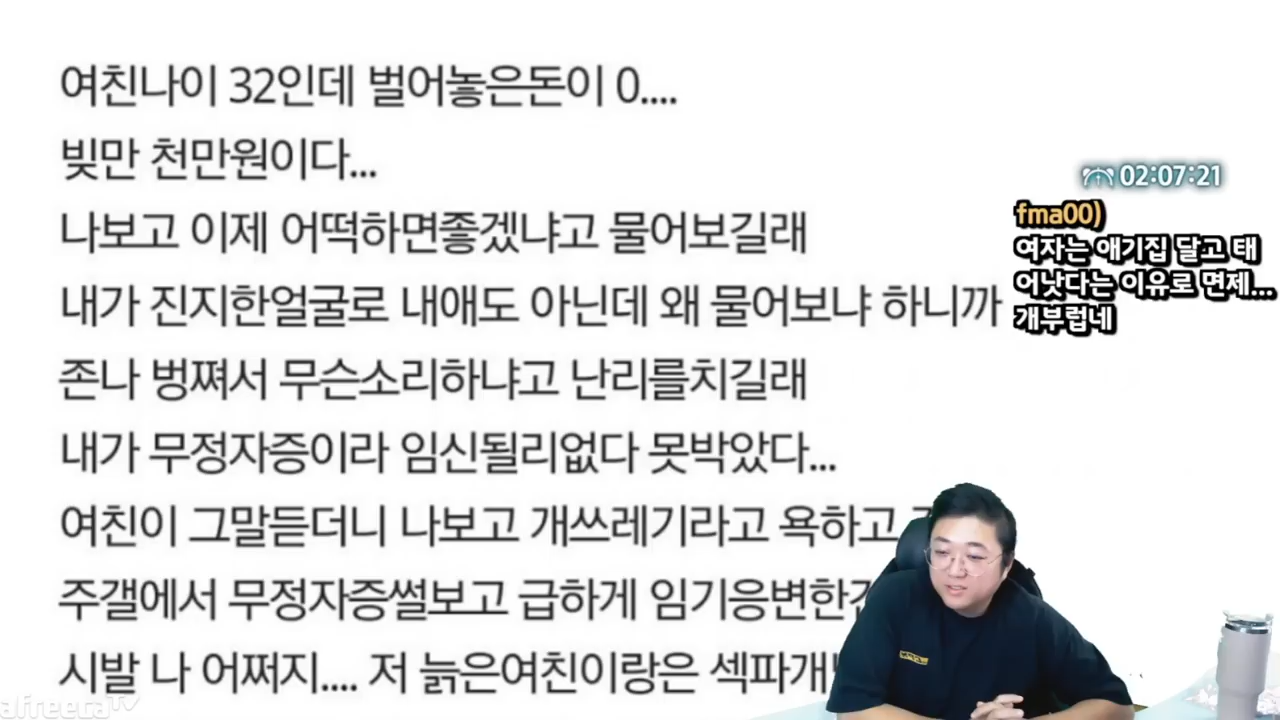 여친나이 32인데 벌어놓은돈이 0....
빚만 천만원이다...
나보고 이제 어떡하면좋겠냐고 물어보길래
내가 진지한얼굴로 내애도 아닌데 왜 물어보냐 하니까
존나 벙쪄서 무슨소리하냐고 난리를치길래
내가 무정자증이라 임신될리없다 못박았다...
여친이 그말듣더니 나보고 개쓰레기라고 욕하고
주갤에서 무정자증썰보고 급하게 임기응변한건
시발 나 어쩌지.... 저 늙은여친이랑은 섹파개
02:07:21
fma00)
여자는 애기집 달고 태
어낫다는 이유로 면제...
개부럽네
afreecaTV